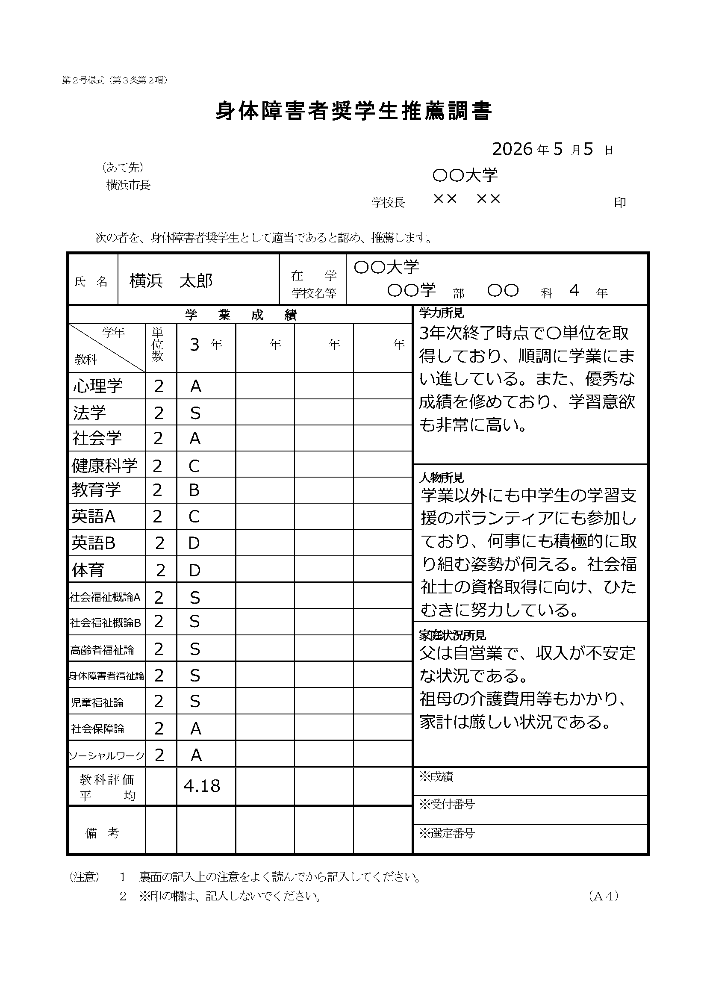 第２号様式（第３条第２項）
身体障害者奨学生推薦調書
2026 年 5 月 5 日
（あて先）
横浜市長
〇〇大学
学校長 ×× ×× 印
次の者を、身体障害者奨学生として適当であると認め、推薦します。
氏 名 横浜 太郎
在 学
学校名等
〇〇大学
〇〇学 部 〇〇 科 4 年
学 業 成 績
学年
教科
単位数
3 年 年 年 年
心理学 2 A
法学 2 S
社会学 2 A
健康科学 2 C
教育学 2 B
英語A 2 C
英語B 2 D
体育 2 D
社会福祉概論A 2 S
社会福祉概論B 2 S
高齢者福祉論 2 S
身体障害者福祉論 2 S
児童福祉論 2 S
社会保障論 2 A
ソーシャルワーク 2 A
教科評価
平 均
4.18
備 考
学力所見
3年次終了時点で〇単位を取
得しており、順調に学業にま
い進している。また、優秀な
成績を修めており、学習意欲
も非常に高い。
人物所見
学業以外にも中学生の学習支
援のボランティアにも参加し
ており、何事にも積極的に取
り組む姿勢が伺える。社会福
祉士の資格取得に向け、ひた
むきに努力している。
家庭状況所見
父は自営業で、収入が不安定
な状況である。
祖母の介護費用等もかかり、
家計は厳しい状況である。
※成績
※受付番号
※選定番号
（注意） １ 裏面の記入上の注意をよく読んでから記入してください。
２ ※印の欄は、記入しないでください。
（Ａ４）